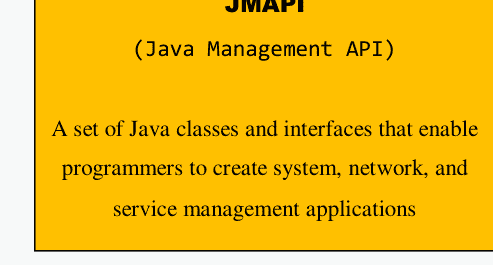 JMAPI
(Java Management API)
A set of Java classes and interfaces that enable
programmers to create system, network, and
service management applications